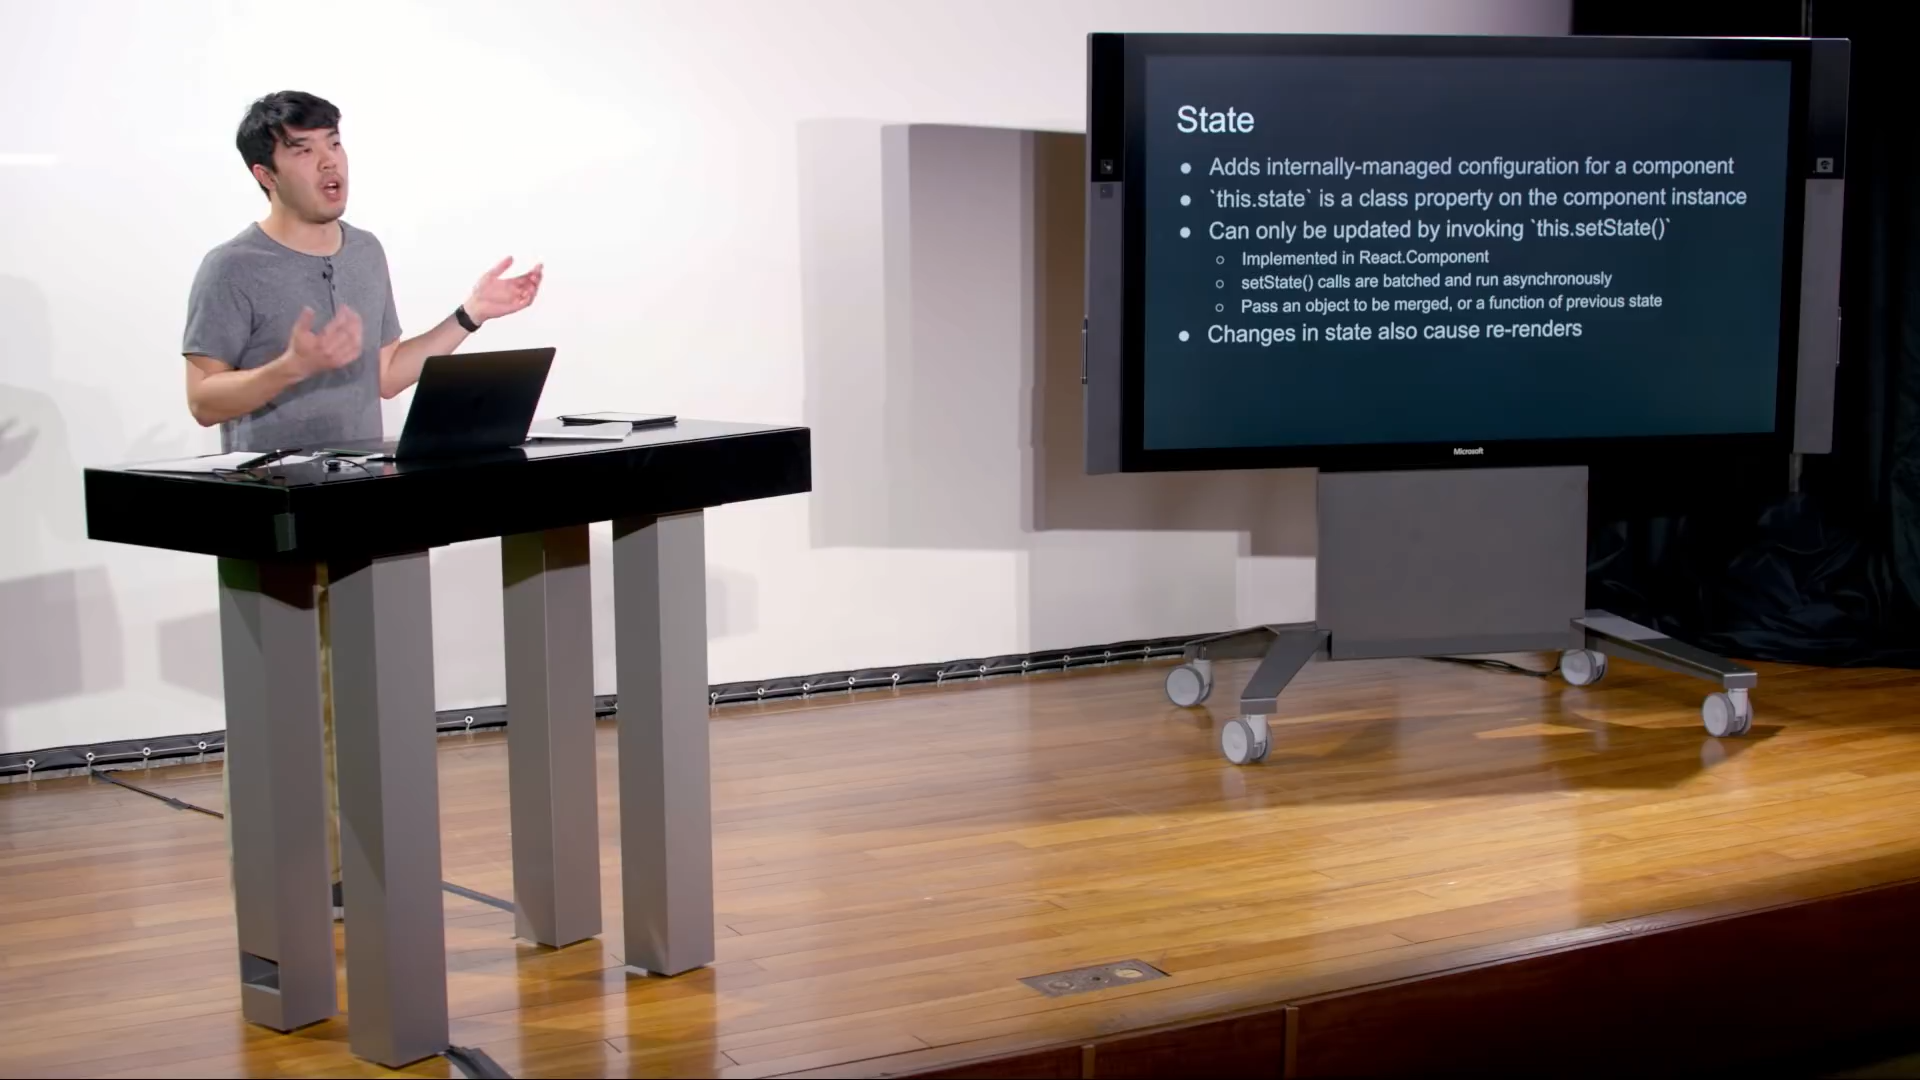 State
● Adds internally-managed configuration for a component
● `this.state` is a class property on the component instance
● Can only be updated by invoking `this.setState()`
○ Implemented in React.Component
○ setState() calls are batched and run asynchronously
○ Pass an object to be merged, or a function of previous state
● Changes in state also cause re-renders
Microsoft